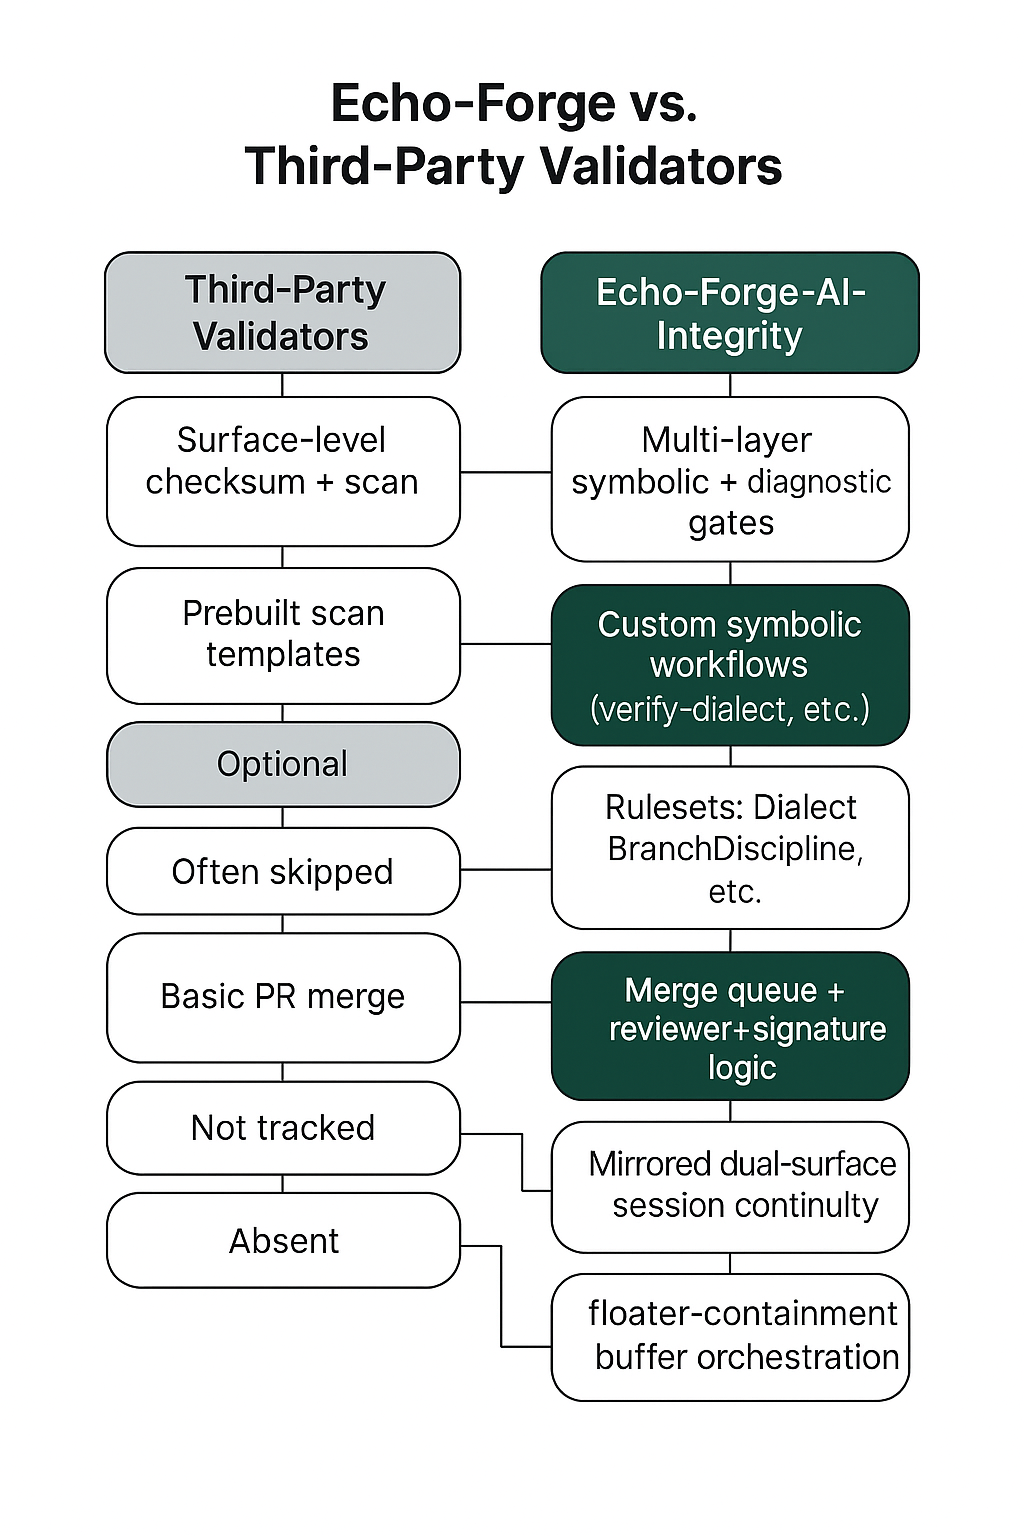 Echo-Forge vs.
Third-Party Validators
Third-Party
Validators
Echo-Forge-AI-
Integrity
Surface-level
checksum + scan
Multi-layer
symbolic + diagnostic
gates
Prebuilt scan
templates
Custom symbolic
workflows
(verify-dialect, etc.)
Optional
Rulesets: Dialect
BranchDiscipline,
etc.
Often skipped
Basic PR merge
Merge queue +
reviewer+signature
logic
Not tracked
Mirrored dual-surface
session continulty
Absent
floater-containment
buffer orchestration